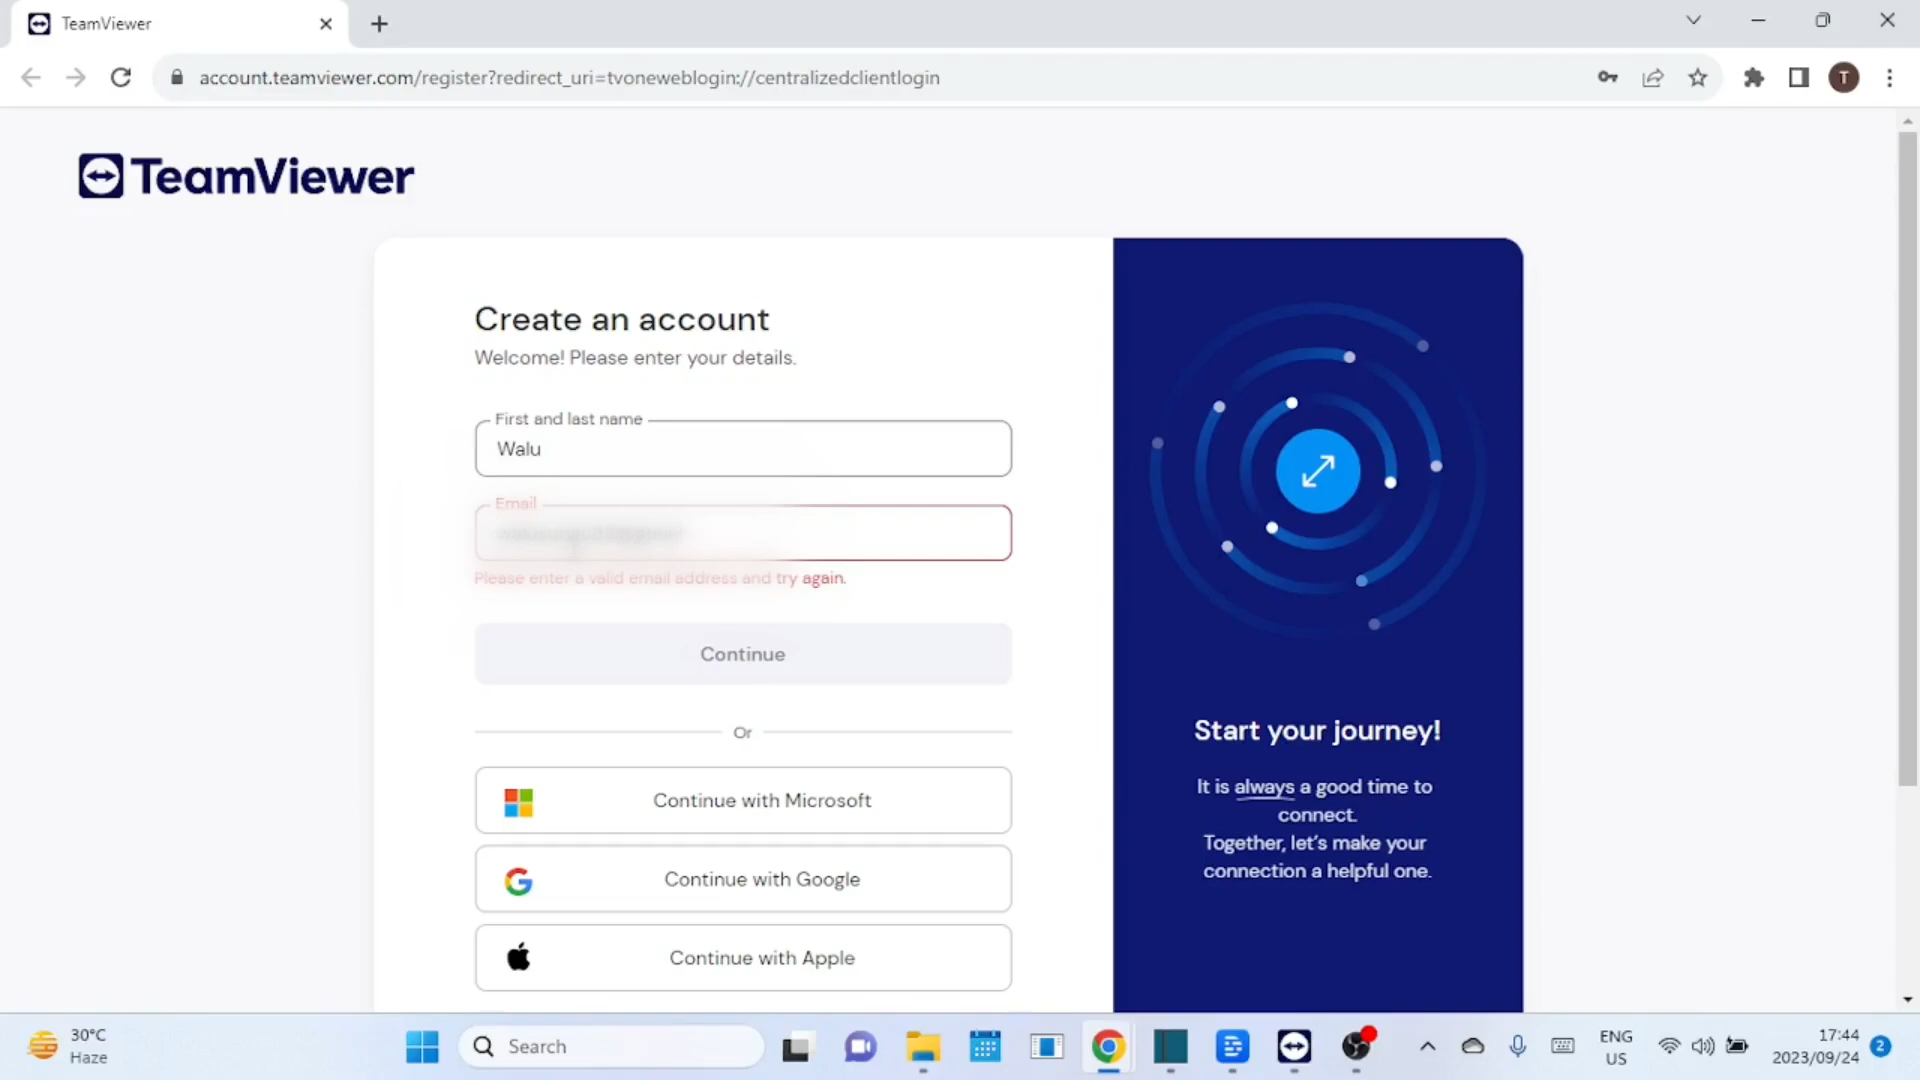 TeamViewer
account.teamviewer.com/register?redirect_uri=tvoneweblogin://centralizedclientlogin
T
TeamViewer
Create an account
Welcome! Please enter your details.
First and last name
Walu
Email
Please enter a valid email address and try again.
Continue
Or
Continue with Microsoft
Continue with Google
Continue with Apple
Start your journey!
It is always a good time to
connect.
Together, let's make your
connection a helpful one.
30°C
Haze
Search
ENG
US
17:44
2023/09/24
2